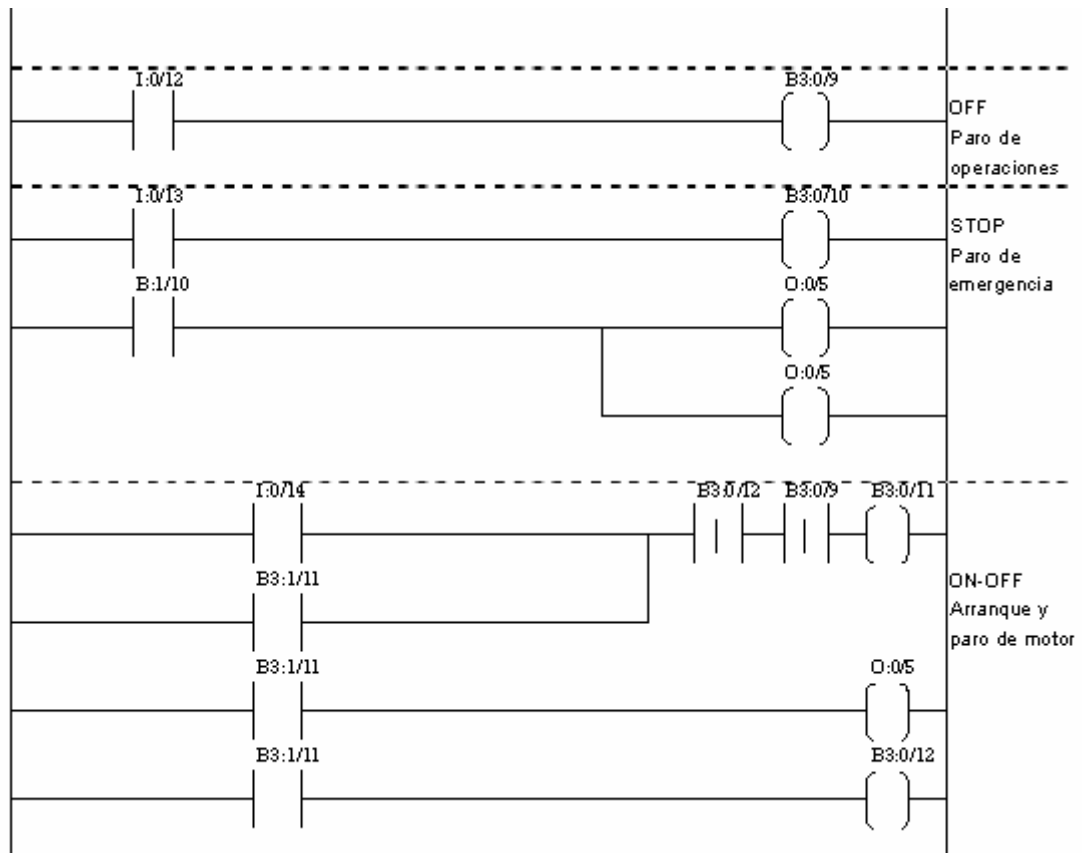 I:0/12 B3:0/9
OFF
Paro de
operaciones
I:0/13 B3:0/10
STOP
Paro de
emergencia
B:1/10 O:0/5
O:0/5
I:0/14 B3:0/12 B3:0/9 B3:0/11
B3:1/11
ON-OFF
Arranque y
paro de motor
B3:1/11 O:0/5
B3:1/11 B3:0/12